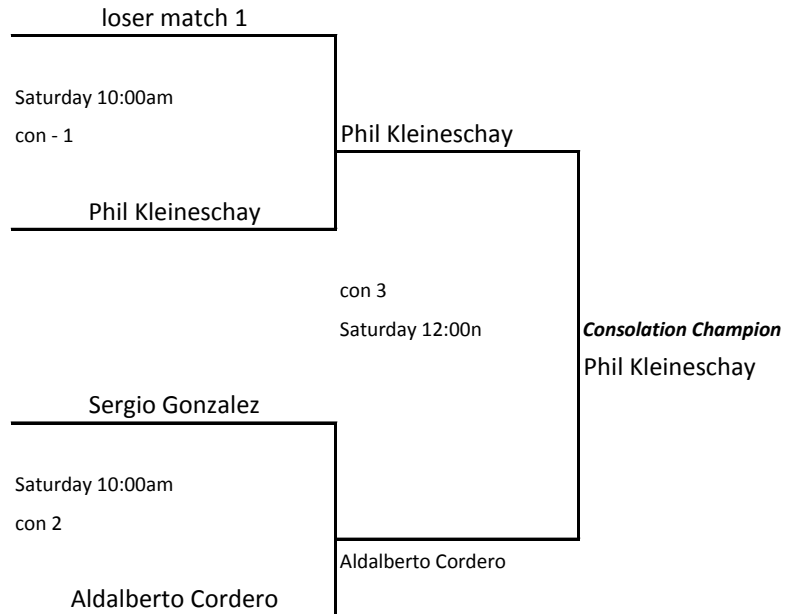 loser match 1
Saturday 10:00am
con - 1
Phil Kleineschay
Phil Kleineschay
con 3
Saturday 12:00n
Consolation Champion
Phil Kleineschay
Sergio Gonzalez
Saturday 10:00am
con 2
Aldalberto Cordero
Aldalberto Cordero